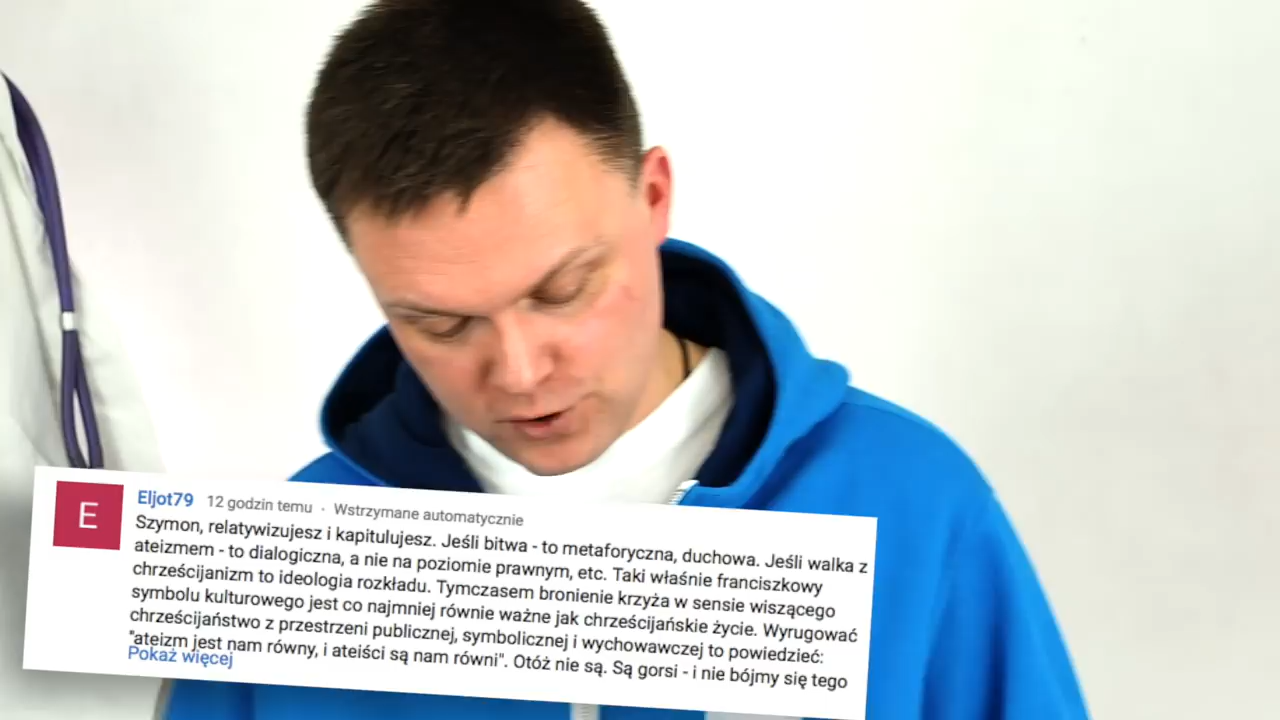 E
Eljot79 12 godzin temu · Wstrzymane automatycznie
Szymon, relatywizujesz i kapitulujesz. Jeśli bitwa - to metaforyczna, duchowa. Jeśli walka z
ateizmem - to dialogiczna, a nie na poziomie prawnym, etc. Taki właśnie franciszkowy
chrześcijanizm to ideologia rozkładu. Tymczasem bronienie krzyża w sensie wiszącego
symbolu kulturowego jest co najmniej równie ważne jak chrześcijańskie życie. Wyrugować
chrześcijaństwo z przestrzeni publicznej, symbolicznej i wychowawczej to powiedzieć:
"ateizm jest nam równy, i ateiści są nam równi". Otóż nie są. Są gorsi - i nie bójmy się tego
Pokaż więcej